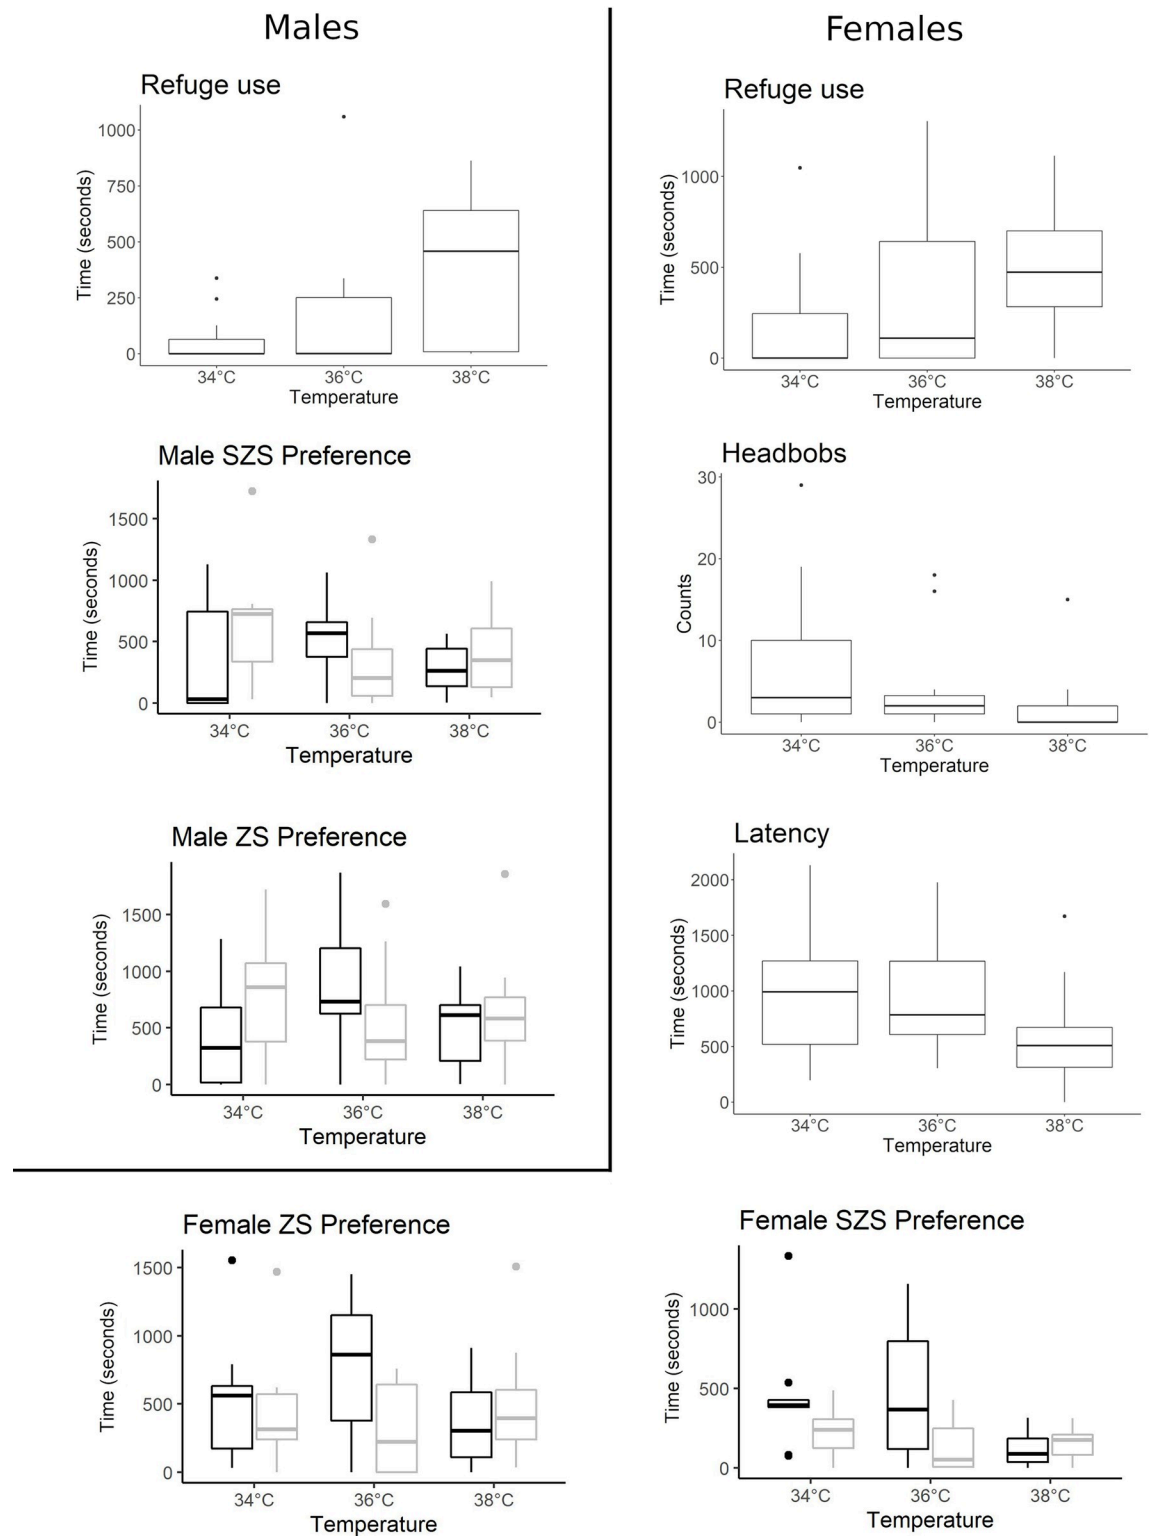 Males
Refuge use
Time (seconds)
1000
750
500
250
0
34°C 36°C 38°C
Temperature
Male SZS Preference
Time (seconds)
1500
1000
500
0
34°C 36°C 38°C
Temperature
Male ZS Preference
Time (seconds)
1500
1000
500
0
34°C 36°C 38°C
Temperature
Females
Refuge use
Time (seconds)
1000
500
0
34°C 36°C 38°C
Temperature
Headbobs
Counts
30
20
10
0
34°C 36°C 38°C
Temperature
Latency
Time (seconds)
2000
1500
1000
500
0
34°C 36°C 38°C
Temperature
Female ZS Preference
Time (seconds)
1500
1000
500
0
34°C 36°C 38°C
Temperature
Female SZS Preference
Time (seconds)
1000
500
0
34°C 36°C 38°C
Temperature